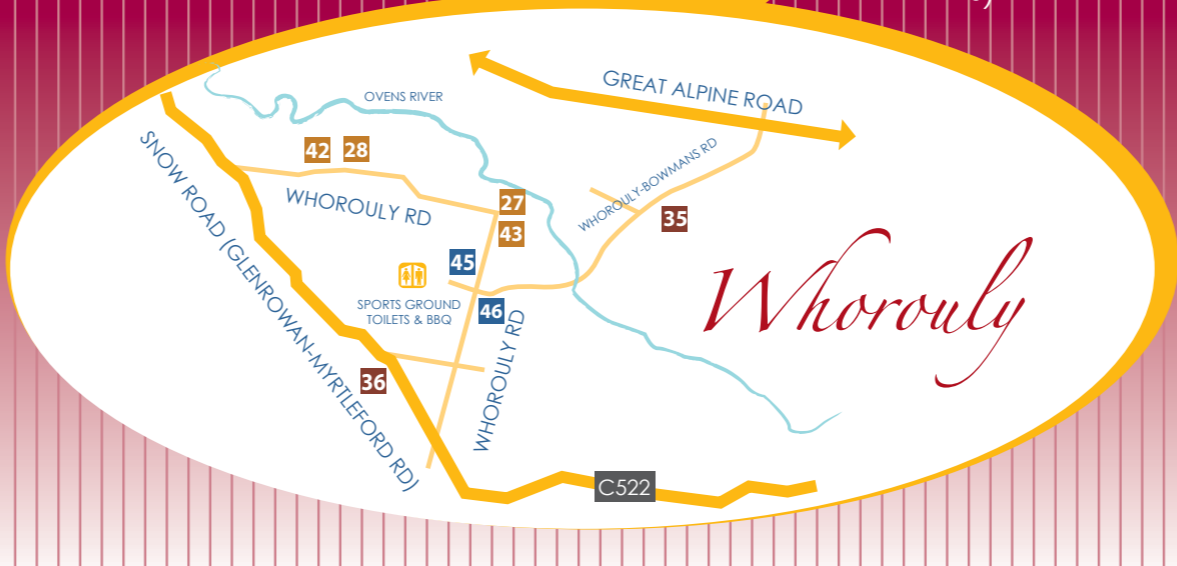 GREAT ALPINE ROAD
OVENS RIVER
SNOW ROAD (GLENROWAN-MYRTLEFORD RD)
42 28
WHOROULY RD
WHOROULY-BOWMANS RD
27
35
43
45
SPORTS GROUND
TOILETS & BBQ
46
WHOROULY RD
Whorouly
36
C522